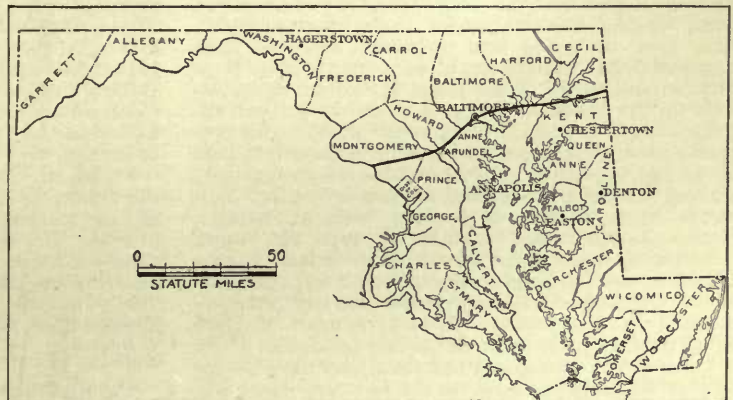 GARRETT
ALLEGANY
WASHINGTON
HAGERSTOWN
FREDERICK
CARROL
BALTIMORE
HARFORD
CECIL
BALTIMORE
KENT
CHESTERTOWN
HOWARD
MONTGOMERY
ANNE
ARUNDEL
QUEEN
ANNE
PRINCE
GEORGE
ANNAPOLIS
CAROLINE
DENTON
TALBOT
EASTON
0 50
STATUTE MILES
CHARLES
CALVERT
ST MARY
DORCHESTER
WICOMICO
SOMERSET
WORCESTER